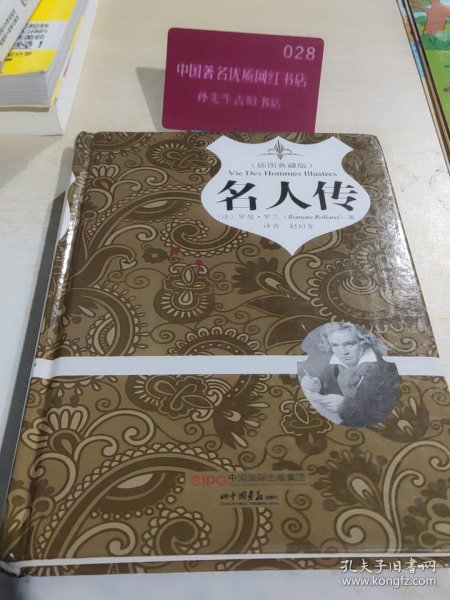 028
中国著名优质网红书店
孙先生古旧书店
(插图典藏版)
Vie Des Hommes Illustres
名人传
(法) 罗曼·罗兰 (Romain Rolland) 著
译者 赵启东
CIPG 中国国际出版集团
孔夫子旧书网
www.kongfz.com